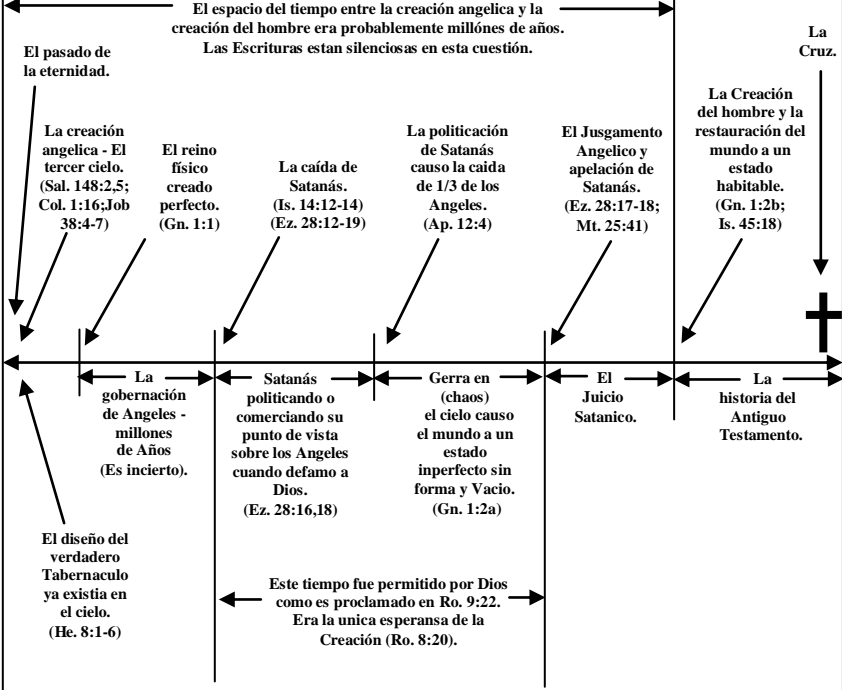 El espacio del tiempo entre la creación angelica y la
creación del hombre era probablemente millónes de años.
Las Escrituras estan silenciosas en esta cuestión.
El pasado de
la eternidad.
La creación
angelica - El
tercer cielo.
(Sal. 148:2,5;
Col. 1:16;Job
38:4-7)
El reino
físico
creado
perfecto.
(Gn. 1:1)
La caída de
Satanás.
(Is. 14:12-14)
(Ez. 28:12-19)
La politicación
de Satanás
causo la caida
de 1/3 de los
Angeles.
(Ap. 12:4)
El Jusgamento
Angelico y
apelación de
Satanás.
(Ez. 28:17-18;
Mt. 25:41)
La Creación
del hombre y la
restauración del
mundo a un
estado
habitable.
(Gn. 1:2b;
Is. 45:18)
La
Cruz.
La
gobernación
de Angeles -
millones
de Años
(Es incierto).
Satanás
politicando o
comerciando su
punto de vista
sobre los Angeles
cuando defamo a
Dios.
(Ez. 28:16,18)
Gerra en
(chaos)
el cielo causo
el mundo a un
estado
inperfecto sin
forma y Vacio.
(Gn. 1:2a)
El
Juicio
Satanico.
La
historia del
Antiguo
Testamento.
El diseño del
verdadero
Tabernaculo
ya existia en
el cielo.
(He. 8:1-6)
Este tiempo fue permitido por Dios
como es proclamado en Ro. 9:22.
Era la unica esperansa de la
Creación (Ro. 8:20).